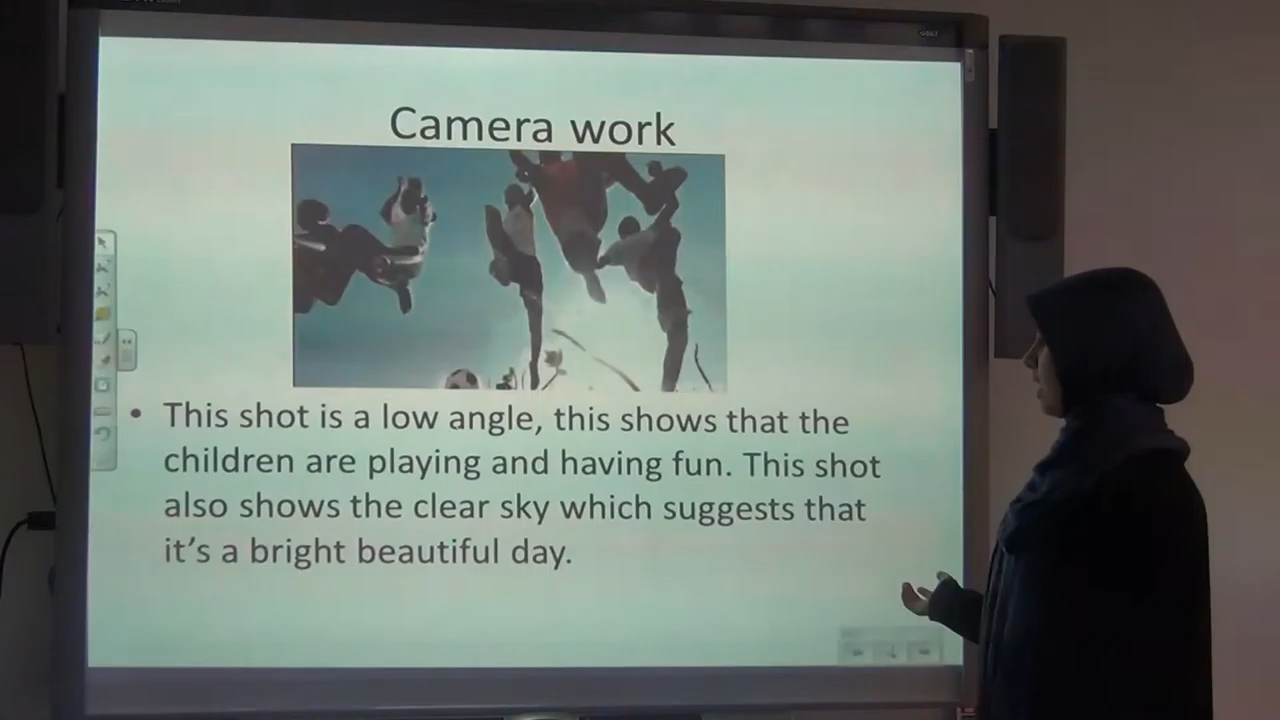 Camera work
• This shot is a low angle, this shows that the
children are playing and having fun. This shot
also shows the clear sky which suggests that
it's a bright beautiful day.